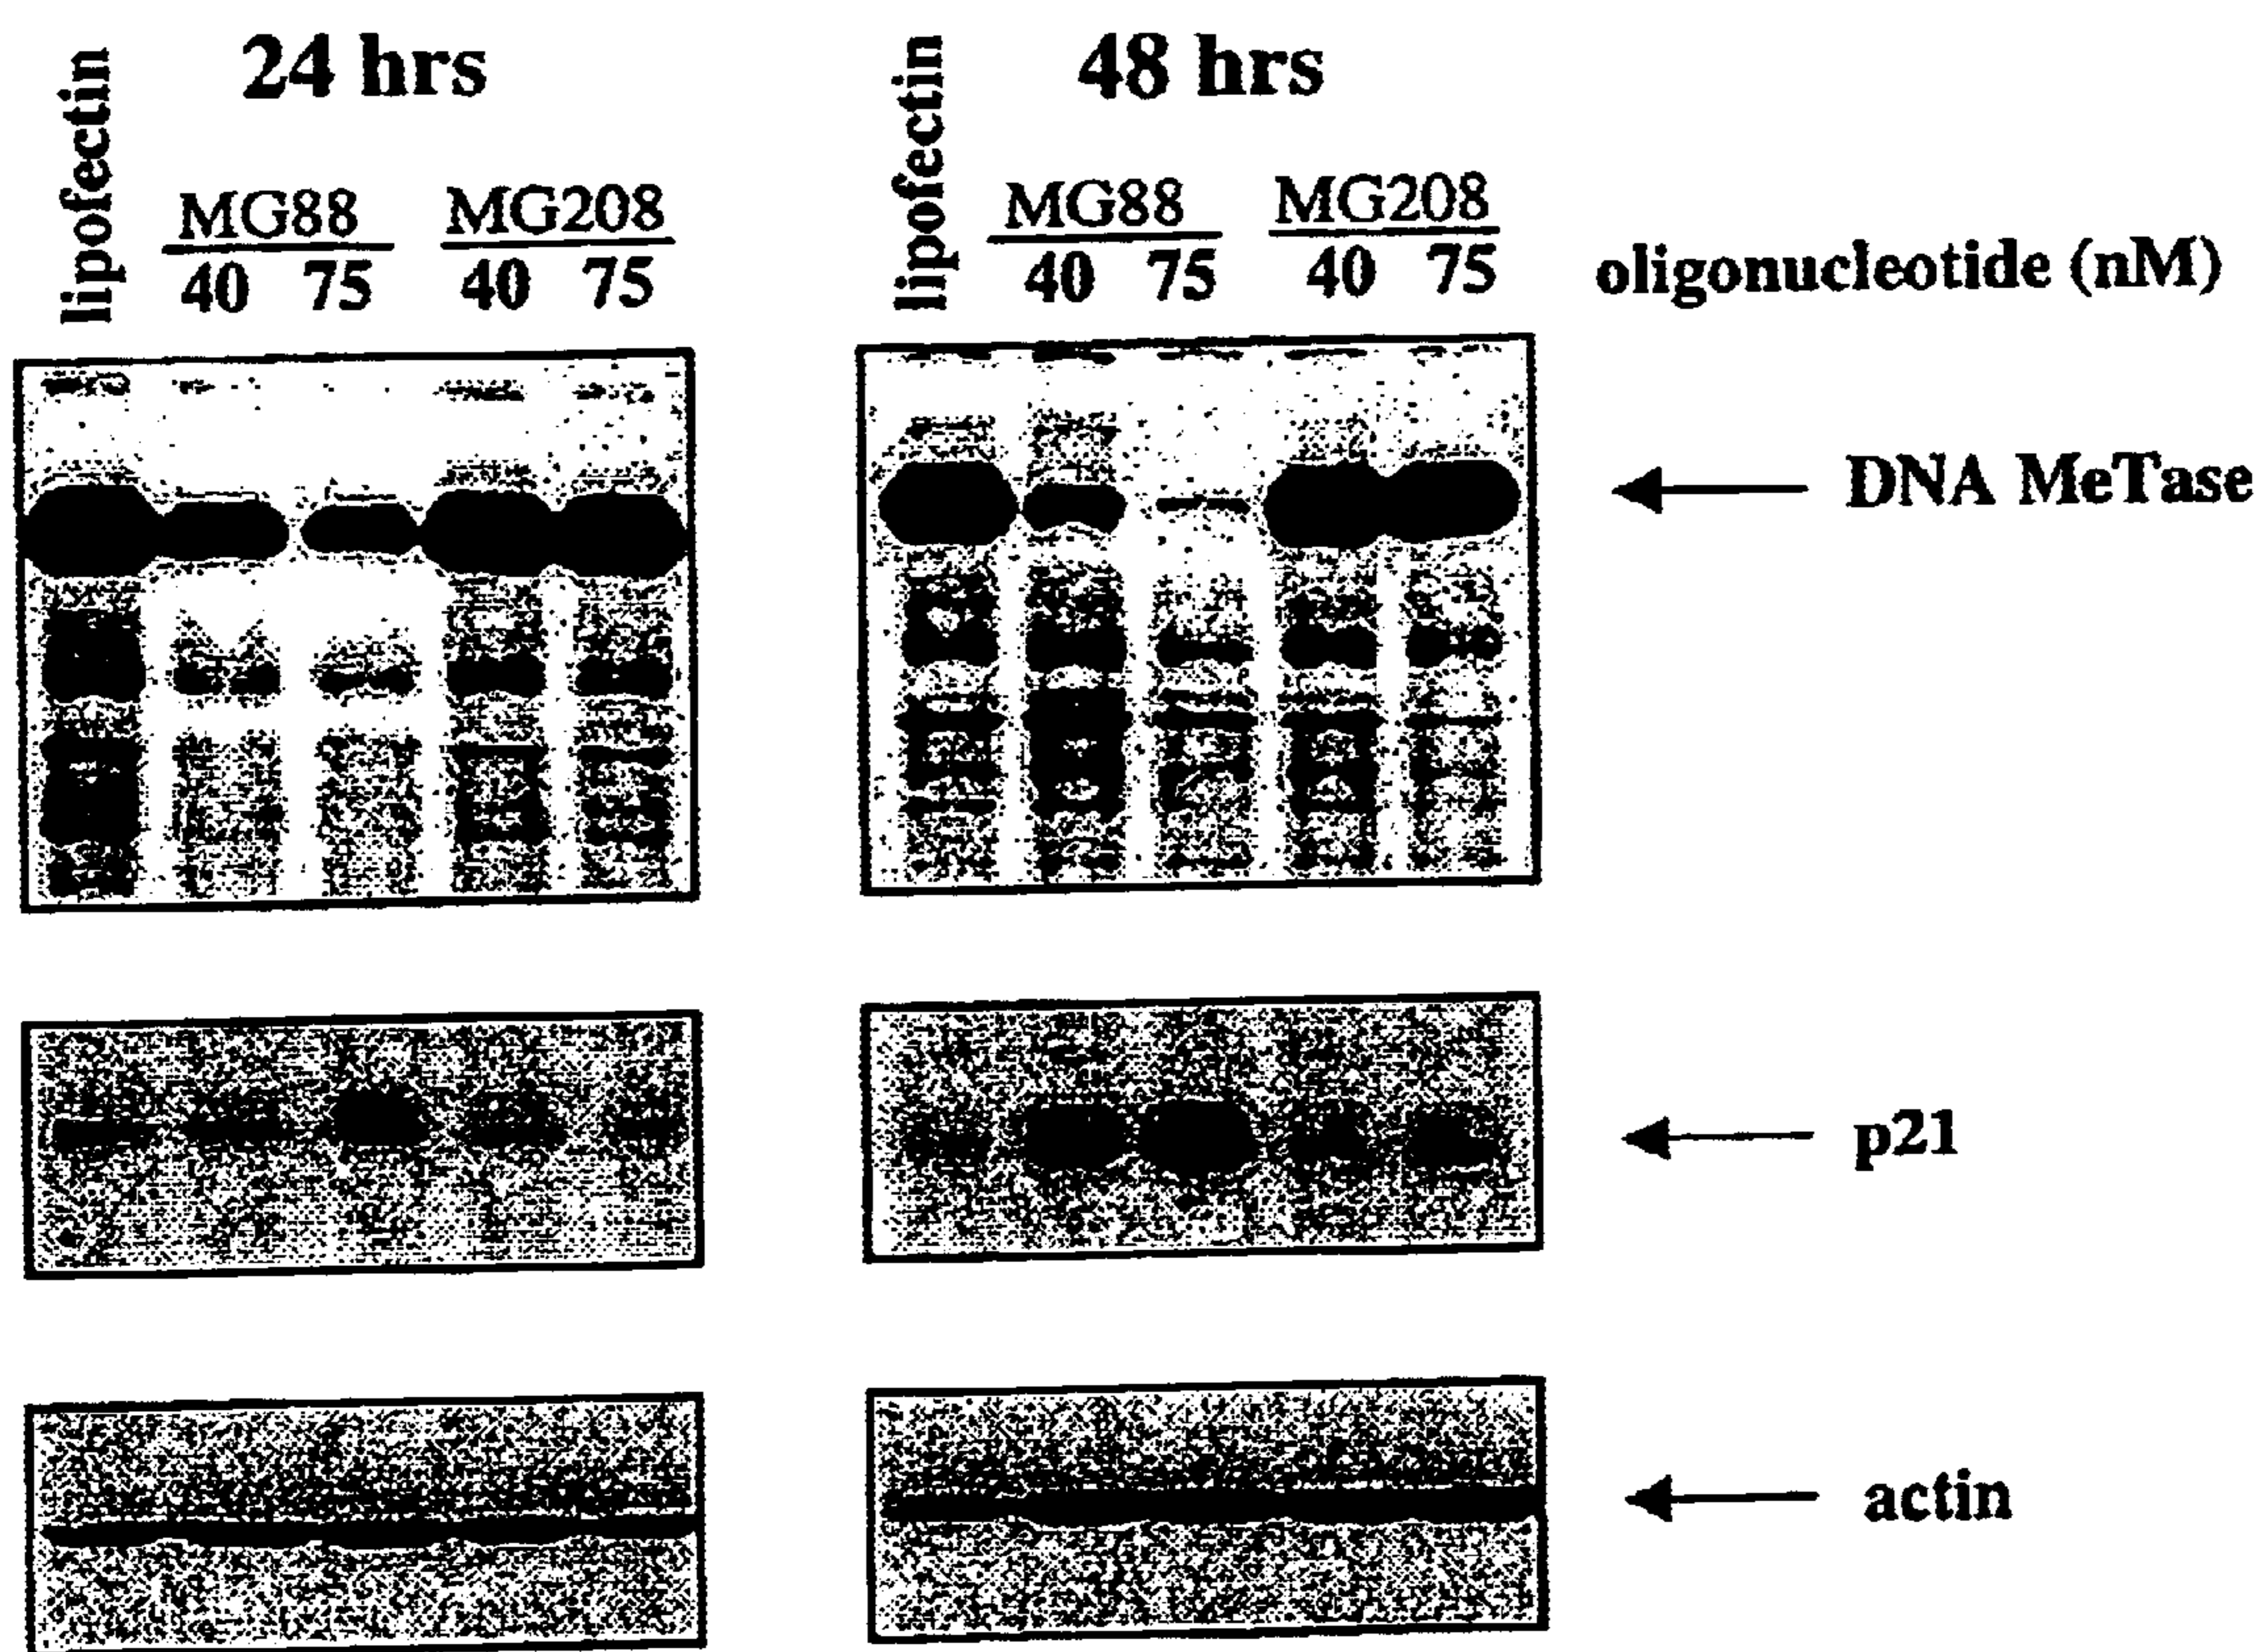 24 hrs
48 hrs
lipofectin
MG88
MG208
40 75
40 75
lipofectin
MG88
MG208
40 75
40 75
oligonucleotide (nM)
DNA MeTase
p21
actin